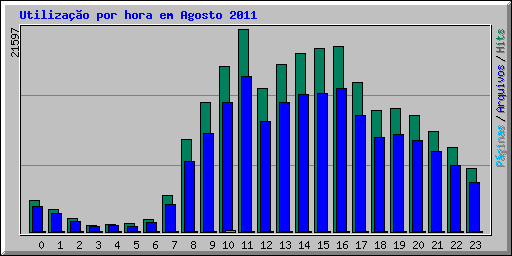 Utilização por hora em Agosto 2011
21597
Páginas / Arquivos / Hits
0 1 2 3 4 5 6 7 8 9 10 11 12 13 14 15 16 17 18 19 20 21 22 23